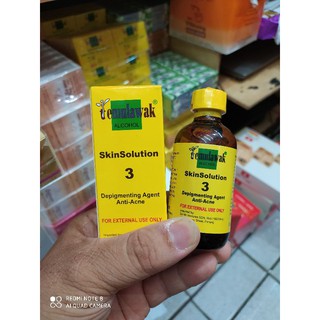 temulawak
ALCOHOL
SkinSolution
3
Depigmenting Agent
Anti-Acne
FOR EXTERNAL USE ONLY
temulawak
SkinSolution
3
Depigmenting Agent
Anti-Acne
FOR EXTERNAL USE ONLY
REDMI NOTE 8
AI QUAD CAMERA